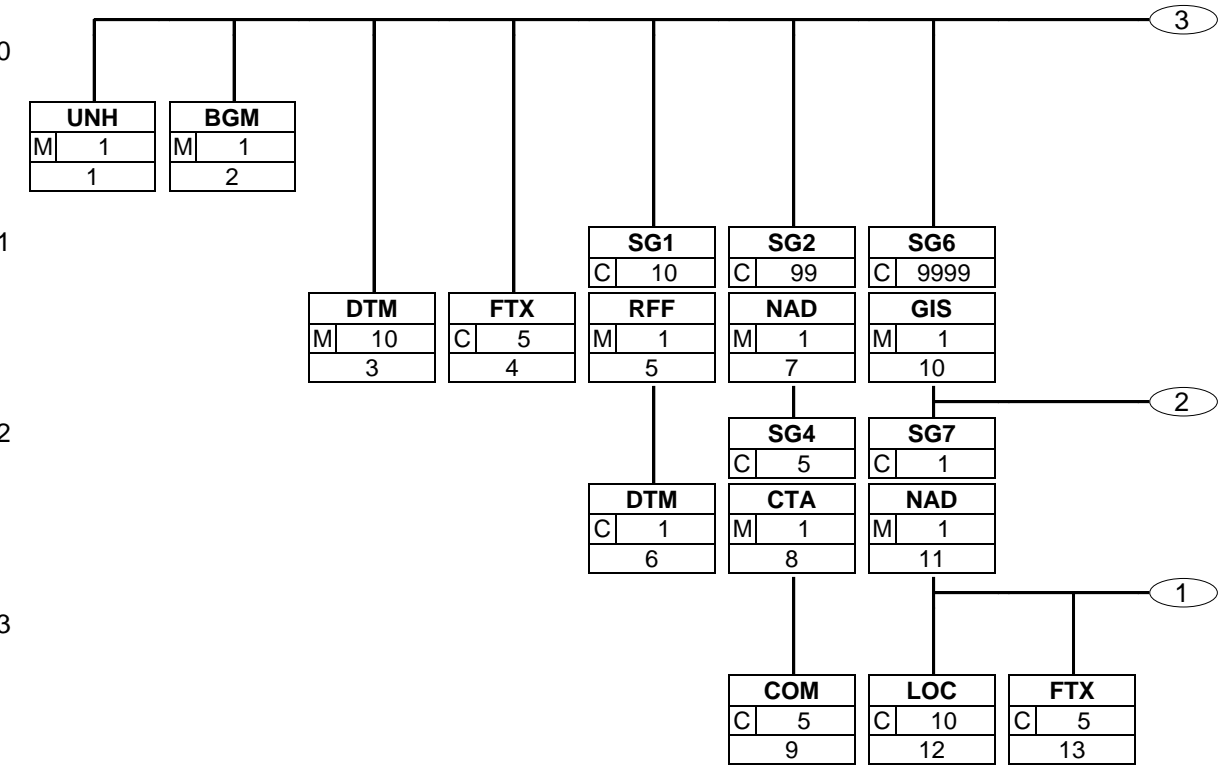 3
0
UNH BGM
M 1 M 1
1 2
1
SG1 SG2 SG6
C 10 C 99 C 9999
DTM FTX RFF NAD GIS
M 10 C 5 M 1 M 1 M 1
3 4 5 7 10
2
2
SG4 SG7
C 5 C 1
DTM CTA NAD
C 1 M 1 M 1
6 8 11
1
3
COM LOC FTX
C 5 C 10 C 5
9 12 13